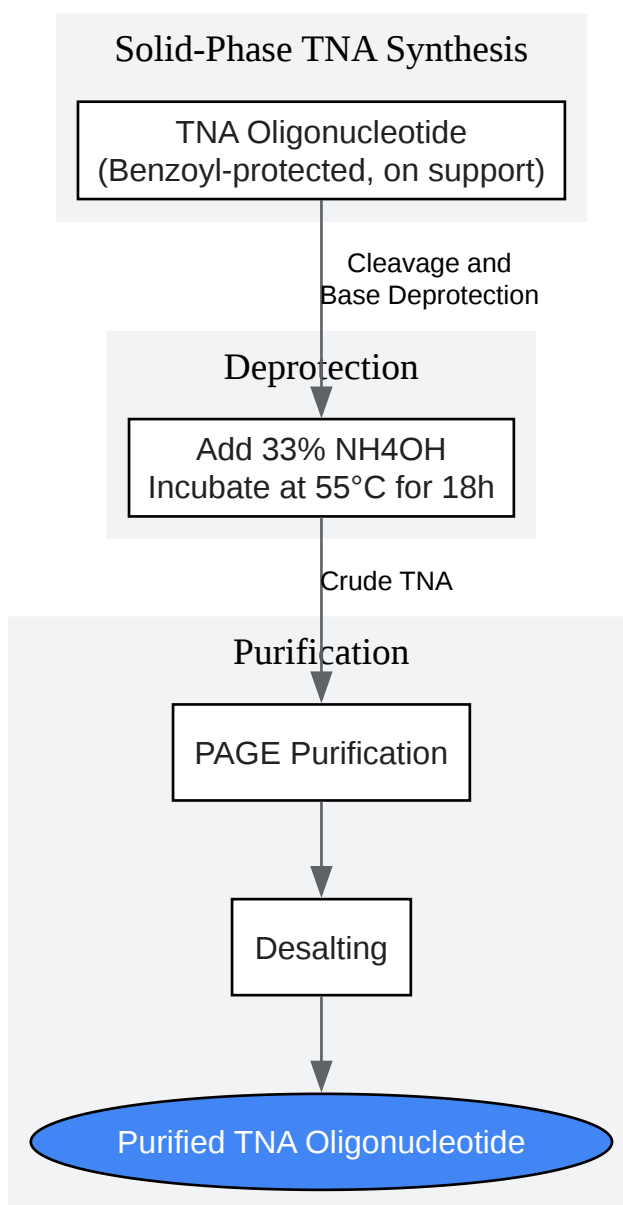 Solid-Phase TNA Synthesis
TNA Oligonucleotide
(Benzoyl-protected, on support)
Cleavage and
Base Deprotection
Deprotection
Add 33% NH4OH
Incubate at 55°C for 18h
Crude TNA
Purification
PAGE Purification
Desalting
Purified TNA Oligonucleotide